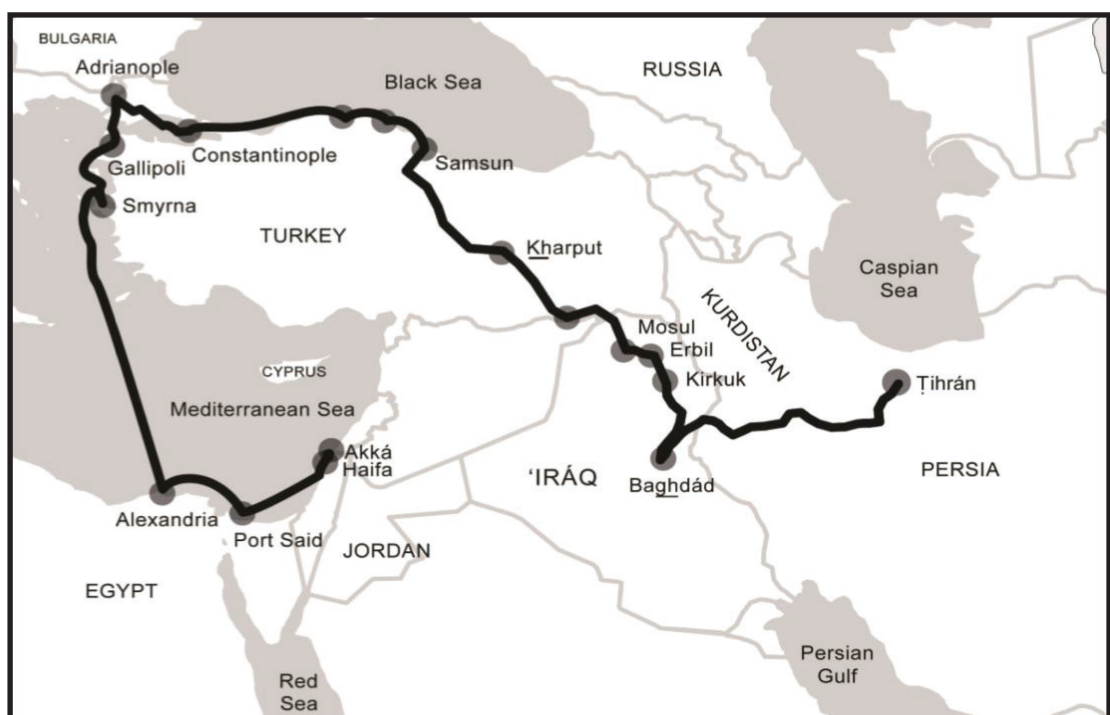 BULGARIA
Adrianople
Black Sea
RUSSIA
Constantinople
Gallipoli
Samsun
Smyrna
TURKEY
Kharput
Caspian
Sea
KURDISTAN
Mosul
Erbil
Kirkuk
CYPRUS
Ṭihrán
Mediterranean Sea
Akká
Haifa
'IRÁQ
PERSIA
Baghdád
Alexandria
Port Said
JORDAN
EGYPT
Persian
Gulf
Red
Sea